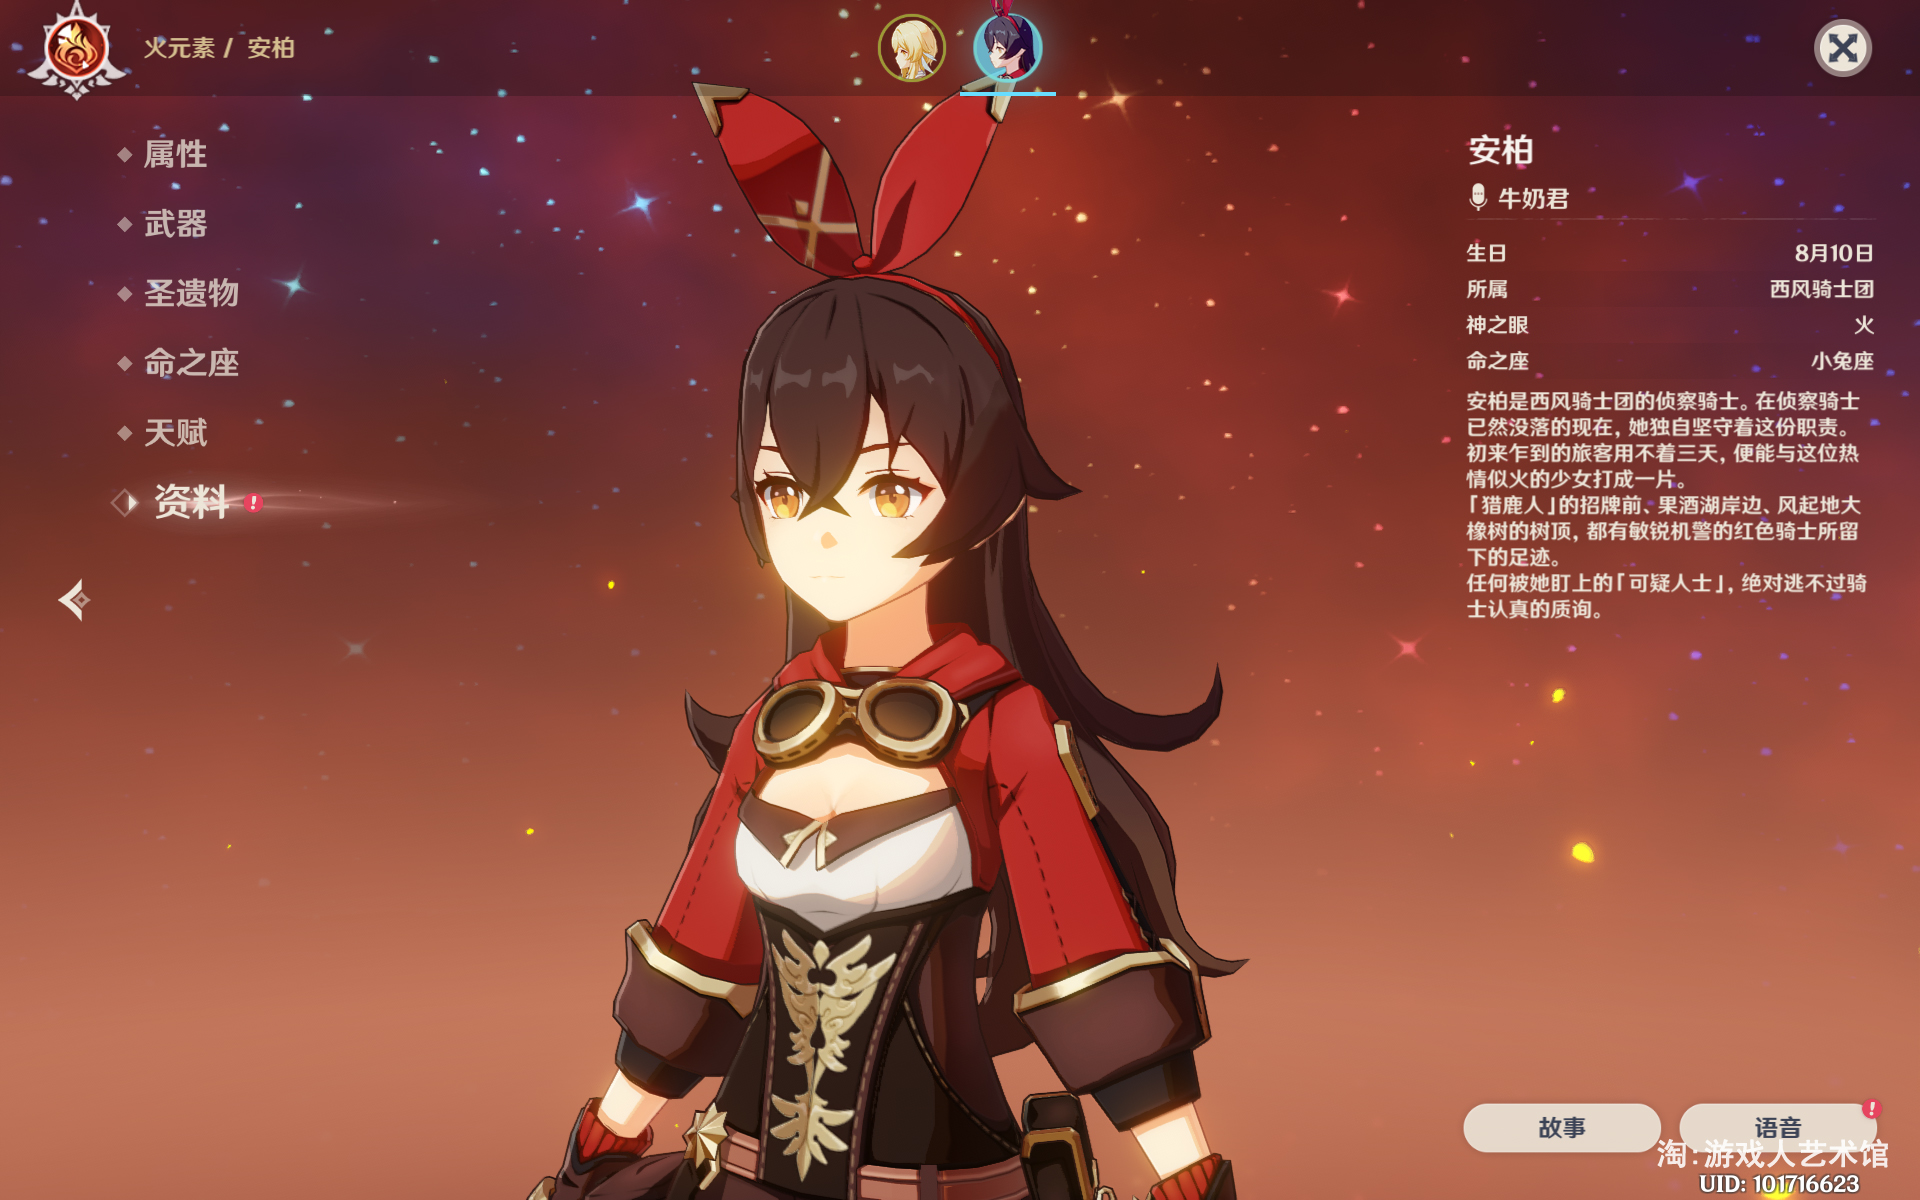 火元素 / 安柏
属性
武器
圣遗物
命之座
天赋
资料
安柏
牛奶君
生日 8月10日
所属 西风骑士团
神之眼 火
命之座 小兔座
安柏是西风骑士团的侦察骑士。在侦察骑士
已然没落的现在，她独自坚守着这份职责。
初来乍到的旅客用不着三天，便能与这位热
情似火的少女打成一片。
「猎鹿人」的招牌前、果酒湖岸边、风起地大
橡树的树顶，都有敏锐机警的红色骑士所留
下的足迹。
任何被她盯上的「可疑人士」，绝对逃不过骑
士认真的质询。
故事
语音
淘：游戏人艺术馆
UID: 101716623